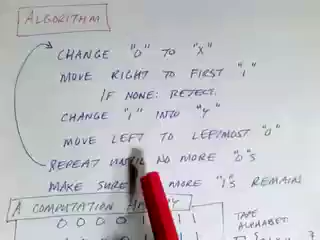 ALGORITHM
CHANGE "0" TO "X"
MOVE RIGHT TO FIRST "1"
IF NONE: REJECT
CHANGE "1" INTO "Y"
MOVE LEFT TO LEFTMOST "0"
REPEAT UNTIL NO MORE "0"s
MAKE SURE MORE "1"s REMAIN
A COMPUTATION
TAPE
0 0 0 0 1 1
ALPHABET: